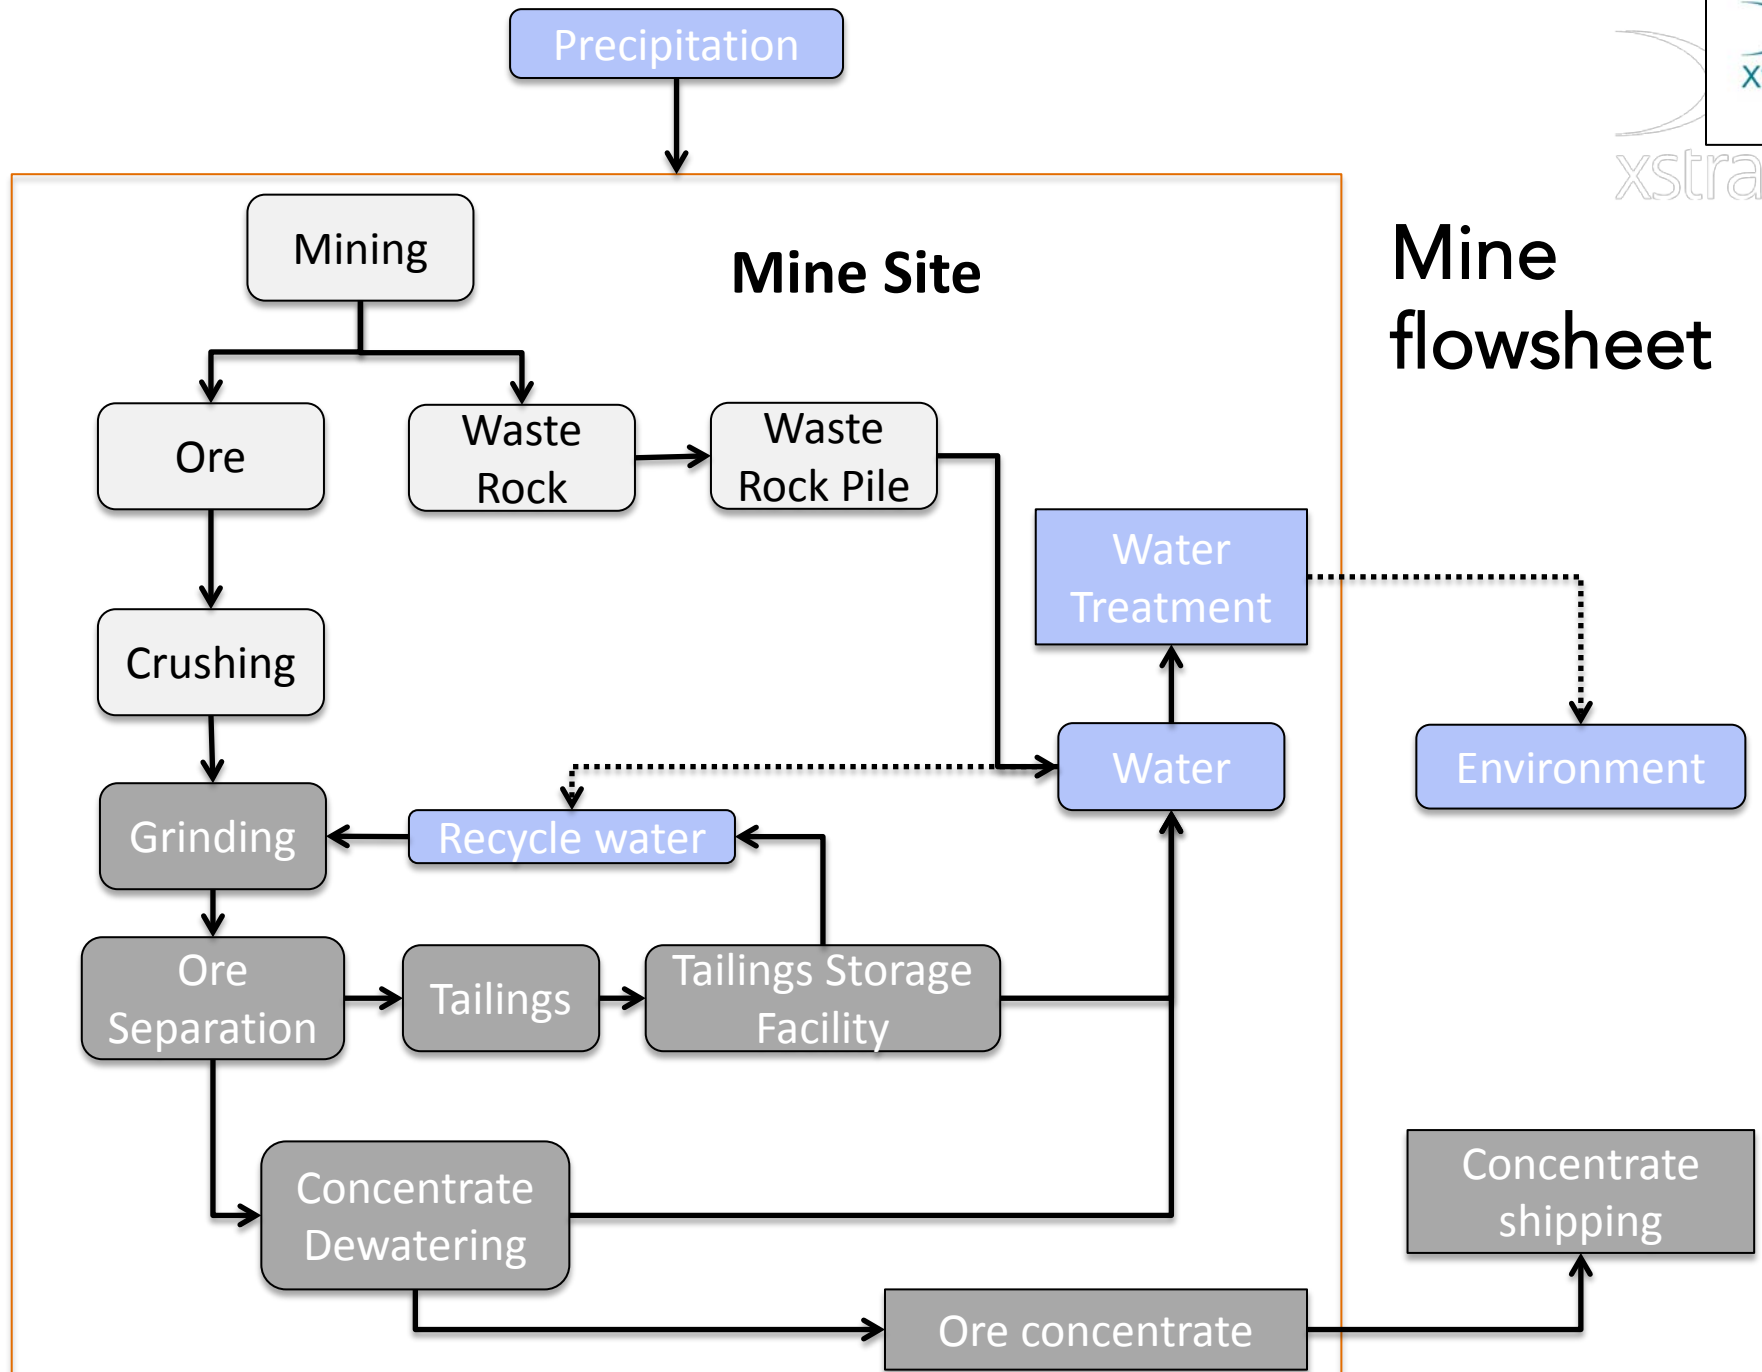 Precipitation
xstra
Mine
flowsheet
Mining
Mine Site
Ore
Waste
Rock
Waste
Rock Pile
Water
Treatment
Crushing
Water
Environment
Grinding
Recycle water
Ore
Separation
Tailings
Tailings Storage
Facility
Concentrate
Dewatering
Concentrate
shipping
Ore concentrate